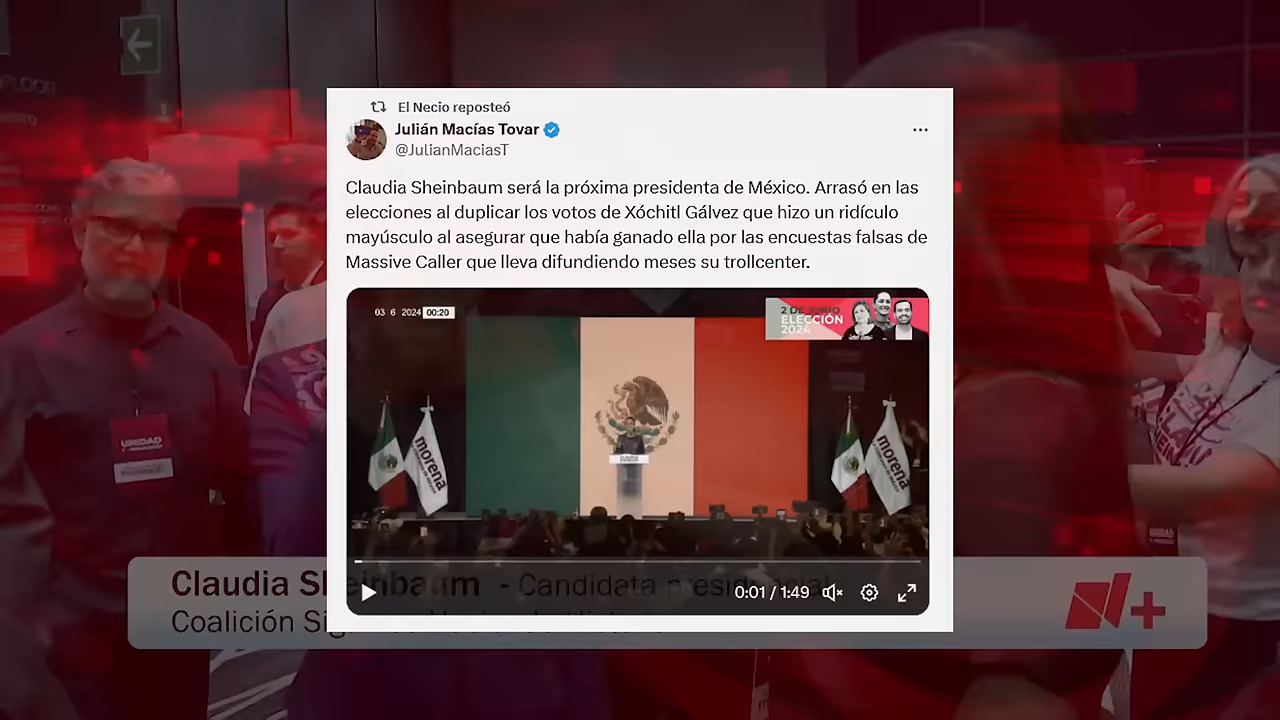 El Necio reposteó
Julián Macías Tovar
@JulianMaciasT
Claudia Sheinbaum será la próxima presidenta de México. Arrasó en las
elecciones al duplicar los votos de Xóchitl Gálvez que hizo un ridículo
mayúsculo al asegurar que había ganado ella por las encuestas falsas de
Massive Caller que lleva difundiendo meses su trollcenter.
03 6 2024 00:20
2 DE JUNIO
ELECCIÓN
2024
morena
morena
CLAUDIA
0:01 / 1:49
UNIDAD
Claudia Sheinbaum - Candidata presidencial
Coalición
N+